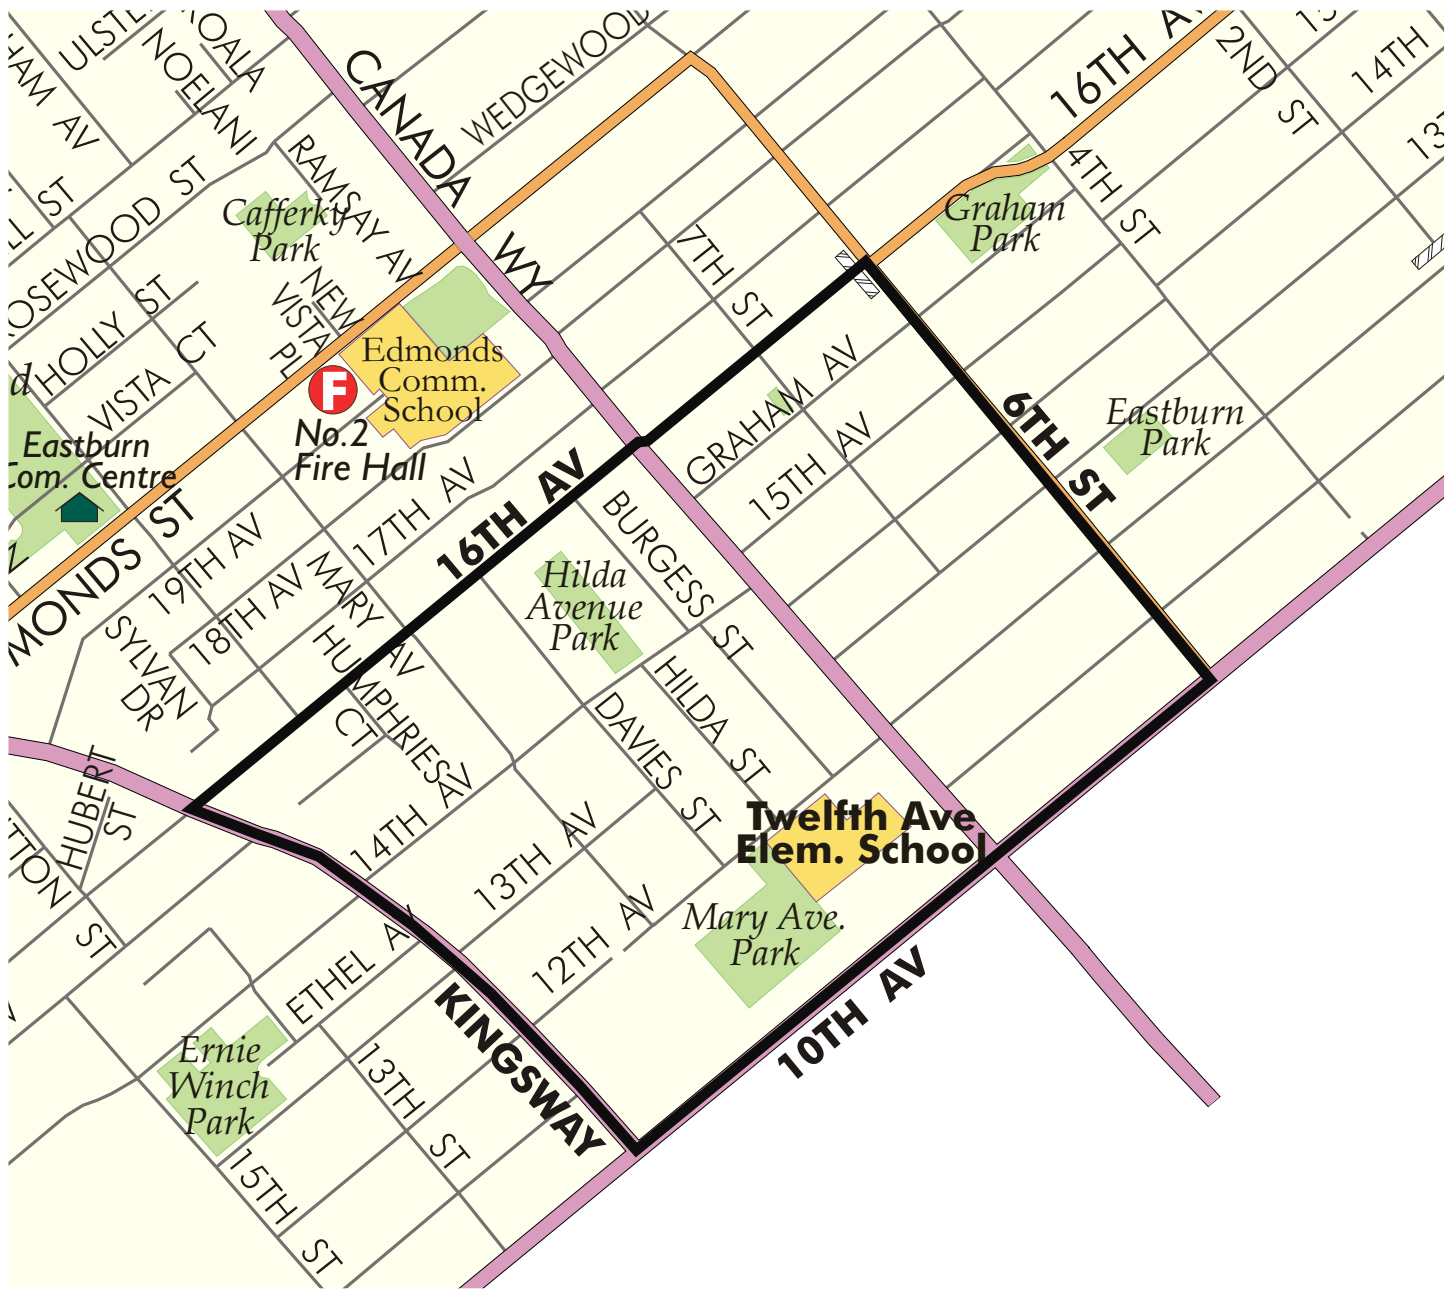 NOELANI
CANADA
WY
WEDGEWOOD
16TH
2ND ST
14TH
4TH ST
ST
ROSEWOOD ST
RAMSAY AV
Cafferky
Park
Graham
Park
7TH ST
NEW
VISTA
PL
HOLLY ST
VISTA CT
Edmonds
Comm.
School
F
No.2
Fire Hall
Eastburn
Com. Centre
GRAHAM AV
15TH AV
6TH ST
Eastburn
Park
16TH AV
17TH AV
19TH AV
18TH AV
SYLVAN
DR
MARY AV
HUMPHRIES
CT
Hilda
Avenue
Park
BURGESS ST
HILDA ST
DAVIES ST
HUBERT
ST
14TH AV
13TH AV
12TH AV
Twelfth Ave
Elem. School
Mary Ave.
Park
10TH AV
ETHEL AV
KINGSWAY
Ernie
Winch
Park
13TH ST
15TH ST